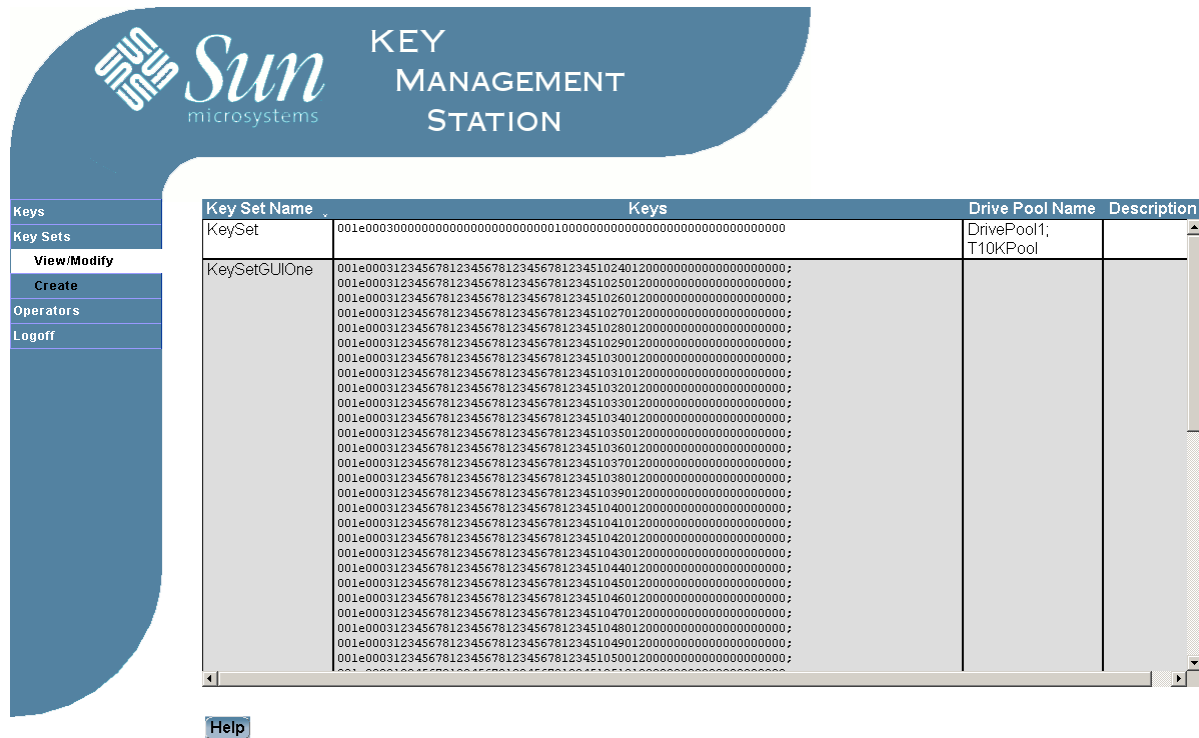 Sun
microsystems
KEY
MANAGEMENT
STATION
Keys
Key Sets
View/Modify
Create
Operators
Logoff
Key Set Name Keys Drive Pool Name Description
KeySet 001e000300000000000000000000000100000000000000000000000000000000 DrivePool1;
T10KPool
KeySetGUIOne 001e000312345678123456781234567812345102401200000000000000000000;
001e000312345678123456781234567812345102501200000000000000000000;
001e000312345678123456781234567812345102601200000000000000000000;
001e000312345678123456781234567812345102701200000000000000000000;
001e000312345678123456781234567812345102801200000000000000000000;
001e000312345678123456781234567812345102901200000000000000000000;
001e000312345678123456781234567812345103001200000000000000000000;
001e000312345678123456781234567812345103101200000000000000000000;
001e000312345678123456781234567812345103201200000000000000000000;
001e000312345678123456781234567812345103301200000000000000000000;
001e000312345678123456781234567812345103401200000000000000000000;
001e000312345678123456781234567812345103501200000000000000000000;
001e000312345678123456781234567812345103601200000000000000000000;
001e000312345678123456781234567812345103701200000000000000000000;
001e000312345678123456781234567812345103801200000000000000000000;
001e000312345678123456781234567812345103901200000000000000000000;
001e000312345678123456781234567812345104001200000000000000000000;
001e000312345678123456781234567812345104101200000000000000000000;
001e000312345678123456781234567812345104201200000000000000000000;
001e000312345678123456781234567812345104301200000000000000000000;
001e000312345678123456781234567812345104401200000000000000000000;
001e000312345678123456781234567812345104501200000000000000000000;
001e000312345678123456781234567812345104601200000000000000000000;
001e000312345678123456781234567812345104701200000000000000000000;
001e000312345678123456781234567812345104801200000000000000000000;
001e000312345678123456781234567812345104901200000000000000000000;
001e000312345678123456781234567812345105001200000000000000000000;
Help